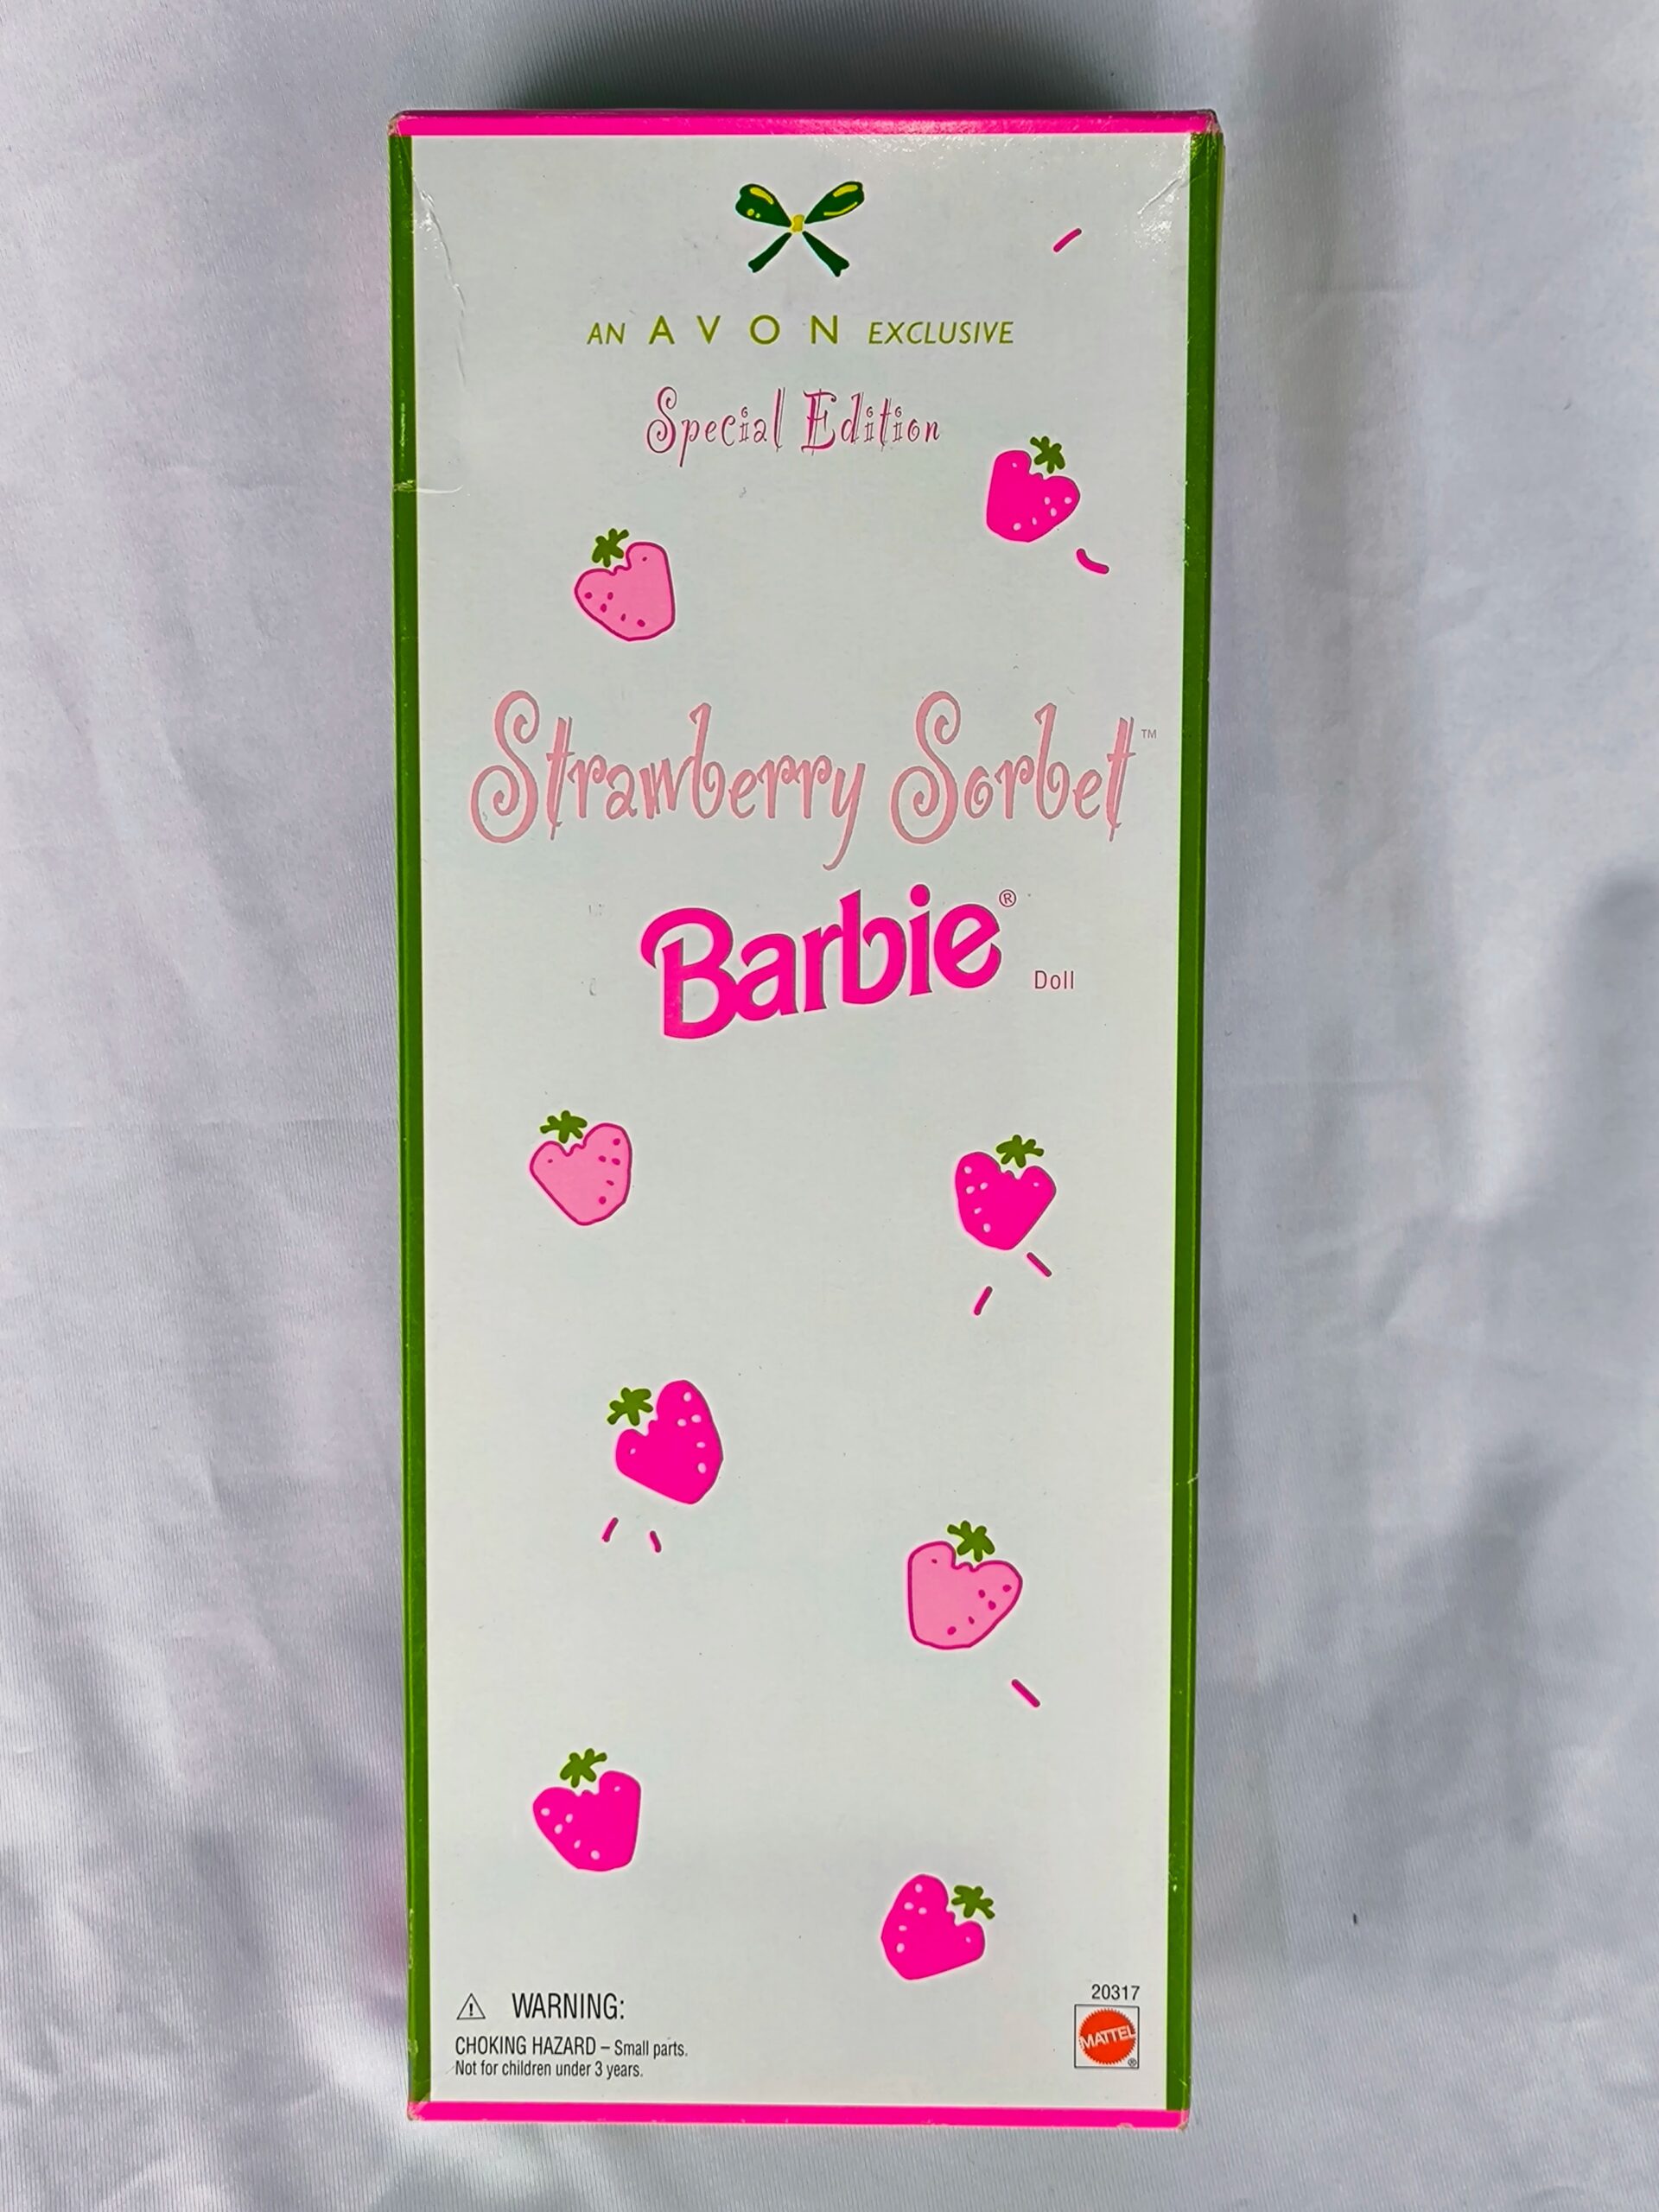 AN AVON EXCLUSIVE
Special Edition
Strawberry Sorbet™
Barbie® Doll
⚠ WARNING:
CHOKING HAZARD – Small parts.
Not for children under 3 years.
20317
MATTEL®